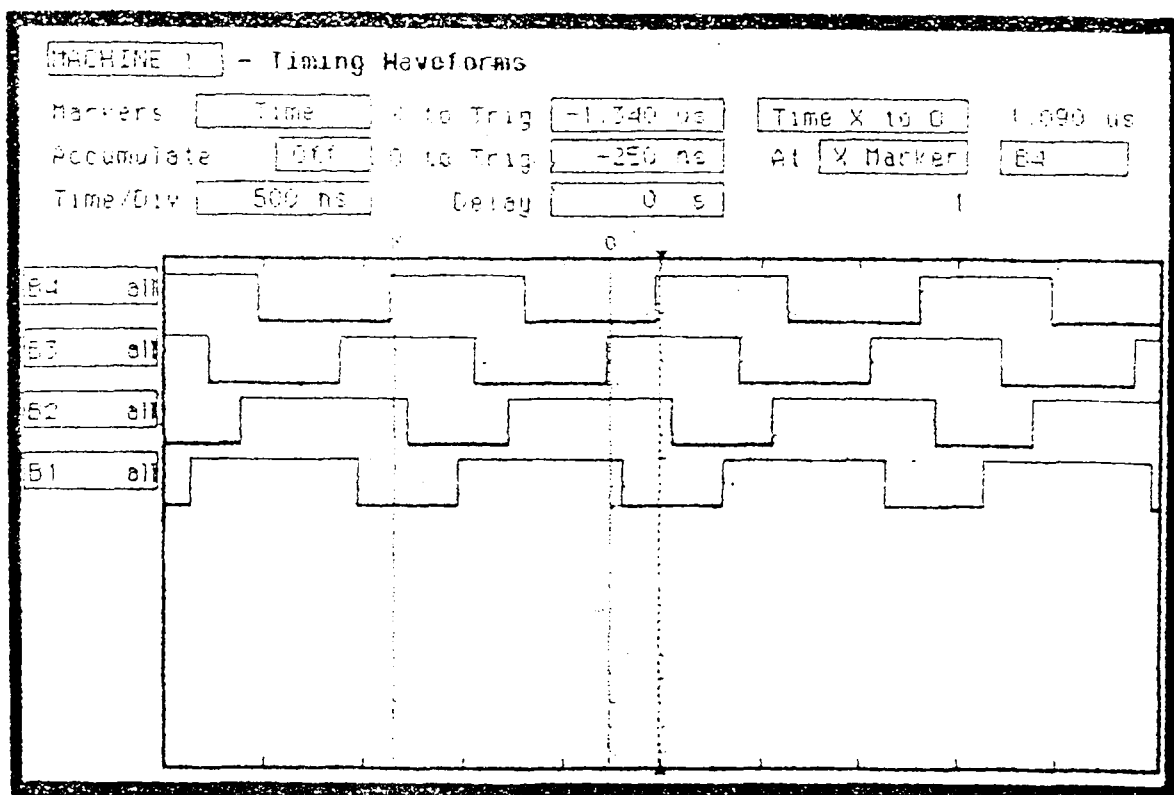 MACHINE 1 - Timing Waveforms
Markers Time X to Trig -1.340 us Time X to O 1.090 us
Accumulate Off O to Trig -250 ns At X Marker B4
Time/Div 500 ns Delay 0 s 1
X O
B4 all
B3 all
B2 all
B1 all